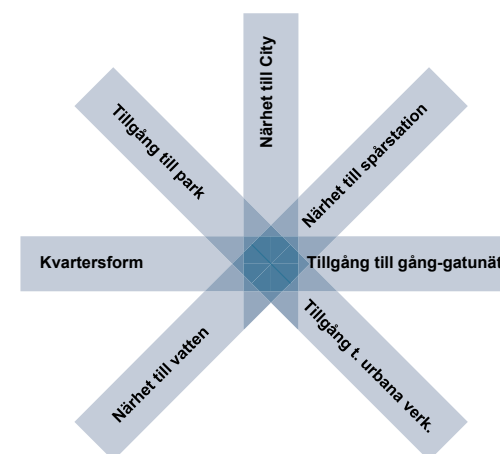 Närhet till City
Tillgång till park
Närhet till spårstation
Kvartersform
Tillgång till gång-gatunät
Närhet till vatten
Tillgång t. urbana verk.